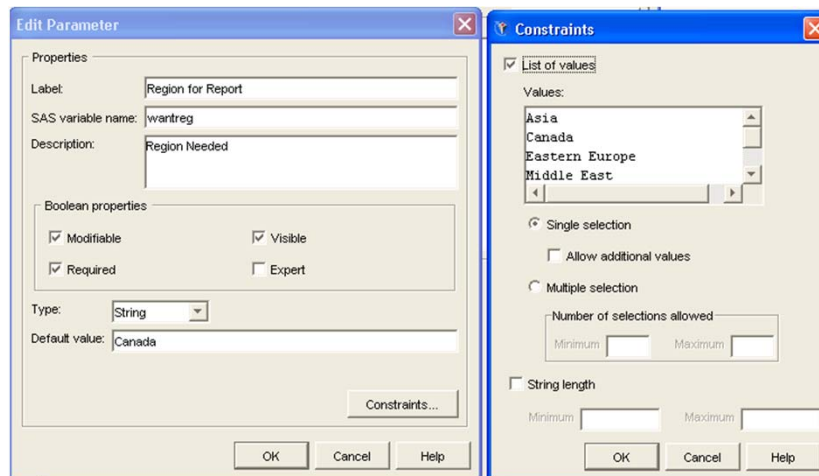 Edit Parameter
Properties
Label: Region for Report
SAS variable name: wantreg
Description: Region Needed
Boolean properties
Modifiable Visible
Required Expert
Type: String
Default value: Canada
Constraints...
OK Cancel Help
Constraints
List of values
Values:
Asia
Canada
Eastern Europe
Middle East
Single selection
Allow additional values
Multiple selection
Number of selections allowed
Minimum Maximum
String length
Minimum Maximum
OK Cancel Help